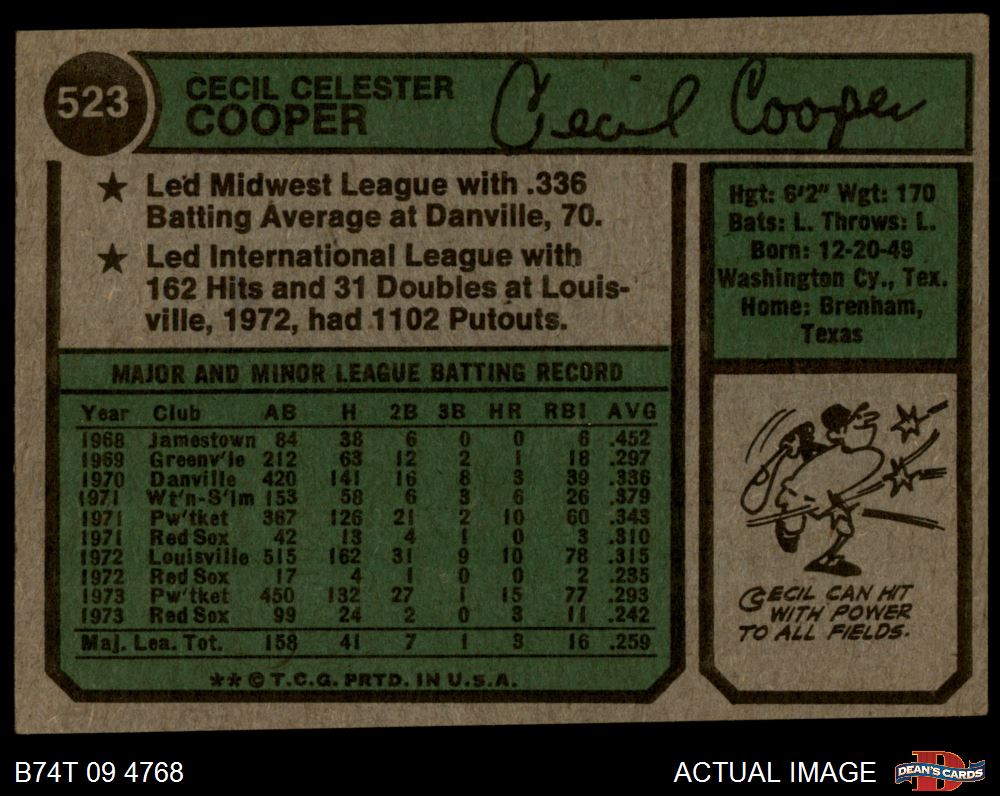 523
CECIL CELESTER
COOPER
Cecil Cooper
★ Led Midwest League with .336
Batting Average at Danville, 70.
★ Led International League with
162 Hits and 31 Doubles at Louis-
ville, 1972, had 1102 Putouts.
Hgt: 6'2" Wgt: 170
Bats: L. Throws: L.
Born: 12-20-49
Washington Cy., Tex.
Home: Brenham,
Texas
MAJOR AND MINOR LEAGUE BATTING RECORD
Year Club AB H 2B 3B HR RBI AVG
1968 Jamestown 84 38 6 0 0 6 .452
1969 Greenv'le 212 63 12 2 1 18 .297
1970 Danville 420 141 16 8 3 39 .336
1971 Wt'n-S'lm 153 58 6 3 6 26 .379
1971 Pw'tket 367 126 21 2 10 60 .343
1971 Red Sox 42 13 4 1 0 3 .310
1972 Louisville 515 162 31 9 10 78 .315
1972 Red Sox 17 4 1 0 0 2 .235
1973 Pw'tket 450 132 27 1 15 77 .293
1973 Red Sox 99 24 2 0 3 11 .242
Maj. Lea. Tot. 158 41 7 1 3 16 .259
** © T.C.G. PRTD. IN U.S.A.
CECIL CAN HIT
WITH POWER
TO ALL FIELDS.
B74T 09 4768
ACTUAL IMAGE
D
DEAN'S CARDS